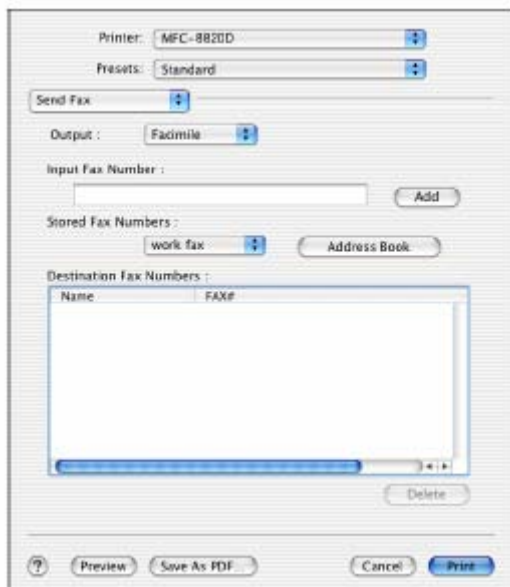 Printer: MFC-8820D
Presets: Standard
Send Fax
Output : Facimile
Input Fax Number :
Add
Stored Fax Numbers :
work fax Address Book
Destination Fax Numbers :
Name FAX#
Delete
? Preview Save As PDF... Cancel Print